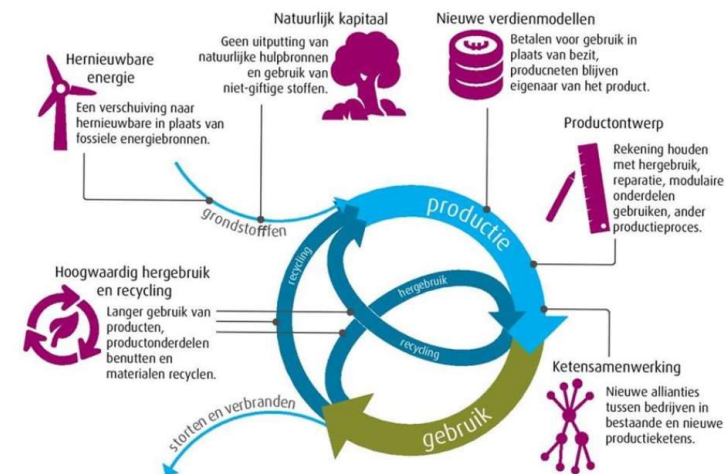 Natuurlijk kapitaal
Geen uitputting van
natuurlijke hulpbronnen
en gebruik van
niet-giftige stoffen.
Nieuwe verdienmodellen
Betalen voor gebruik in
plaats van bezit,
producneten blijven
eigenaar van het product.
Hernieuwbare
energie
Een verschuiving naar
hernieuwbare in plaats van
fossiele energiebronnen.
Productontwerp
Rekening houden
met hergebruik,
reparatie, modulaire
onderdelen
gebruiken, ander
productieproces.
grondstofffen
productie
recycling
hergebruik
recycling
Hoogwaardig hergebruik
en recycling
Langer gebruik van
producten,
productonderdelen
benutten en
materialen recyclen.
Ketensamenwerking
Nieuwe allianties
tussen bedrijven in
bestaande en nieuwe
productieketens.
gebruik
storten en verbranden